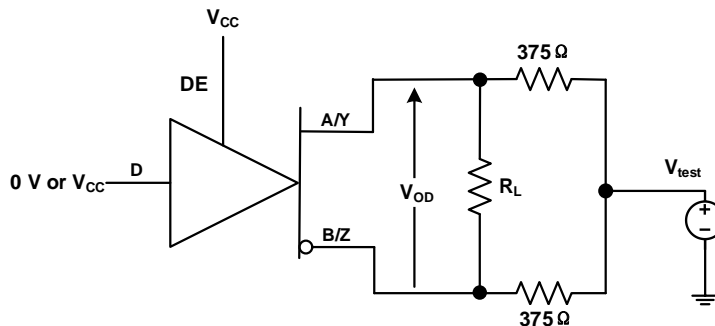 VCC
375 Ω
DE
A/Y
0 V or VCC
D
VOD
RL
Vtest
+
−
B/Z
375 Ω